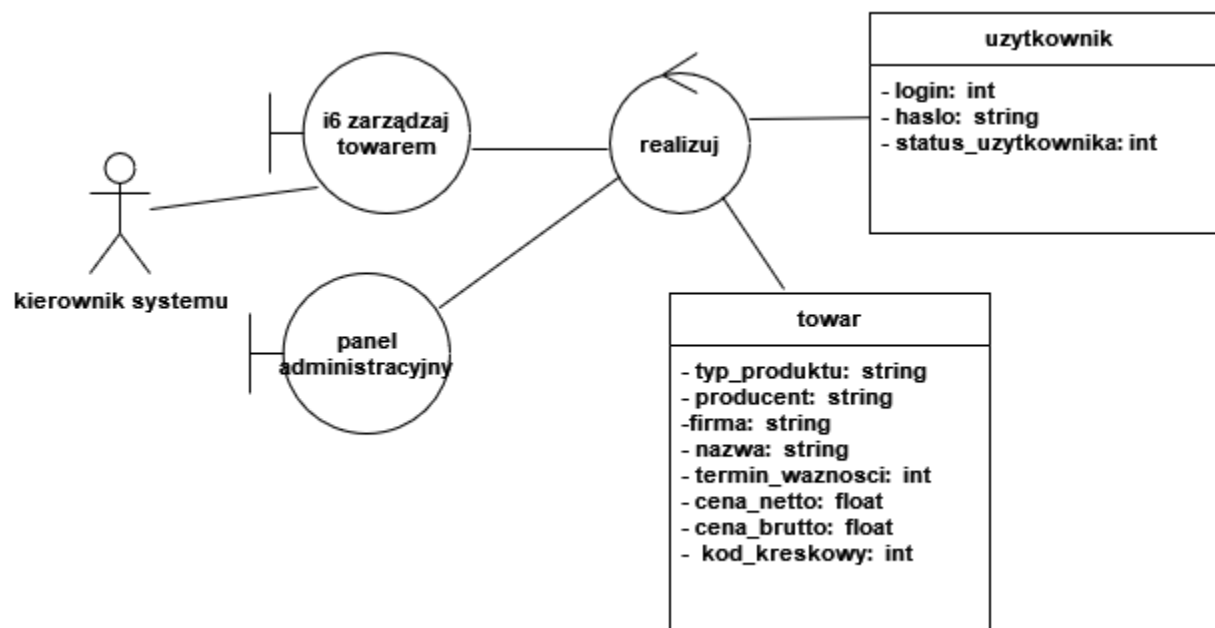 uzytkownik
- login: int
- haslo: string
- status_uzytkownika: int
i6 zarządzaj
towarem
realizuj
kierownik systemu
panel
administracyjny
towar
- typ_produktu: string
- producent: string
-firma: string
- nazwa: string
- termin_waznosci: int
- cena_netto: float
- cena_brutto: float
- kod_kreskowy: int